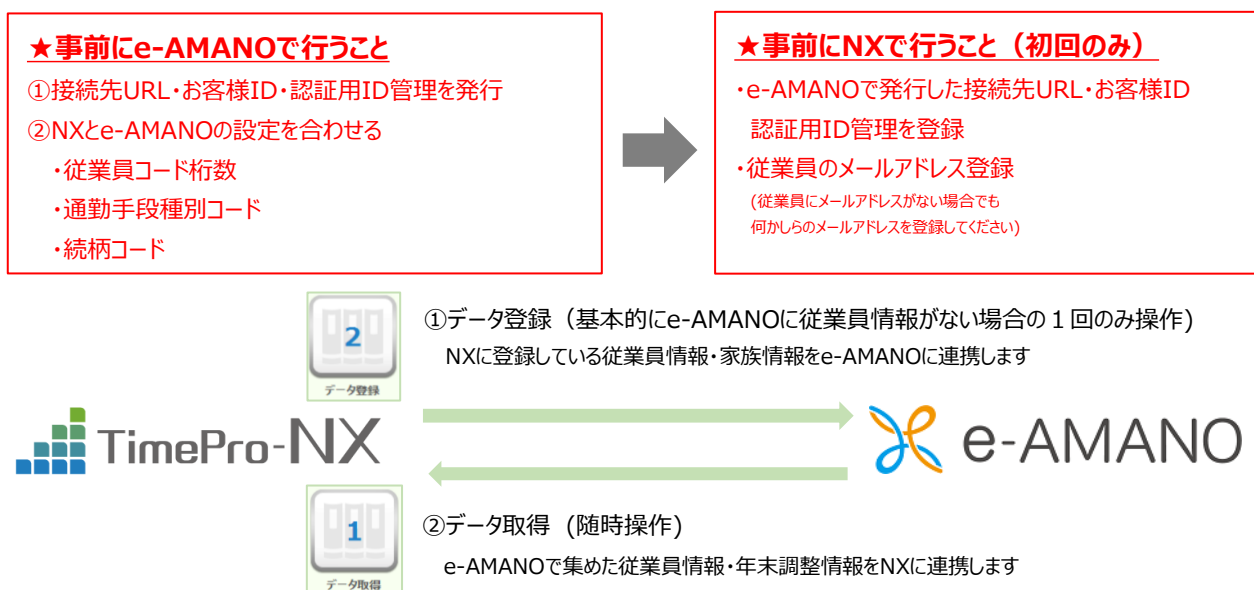 ★事前にe-AMANOで行うこと
①接続先URL・お客様ID・認証用ID管理を発行
②NXとe-AMANOの設定を合わせる
・従業員コード桁数
・通勤手段種別コード
・続柄コード
★事前にNXで行うこと（初回のみ）
・e-AMANOで発行した接続先URL・お客様ID
認証用ID管理を登録
・従業員のメールアドレス登録
(従業員にメールアドレスがない場合でも
何かしらのメールアドレスを登録してください)
2
データ登録
①データ登録（基本的にe-AMANOに従業員情報がない場合の１回のみ操作)
NXに登録している従業員情報・家族情報をe-AMANOに連携します
TimePro-NX
e-AMANO
1
データ取得
②データ取得 (随時操作)
e-AMANOで集めた従業員情報・年末調整情報をNXに連携します